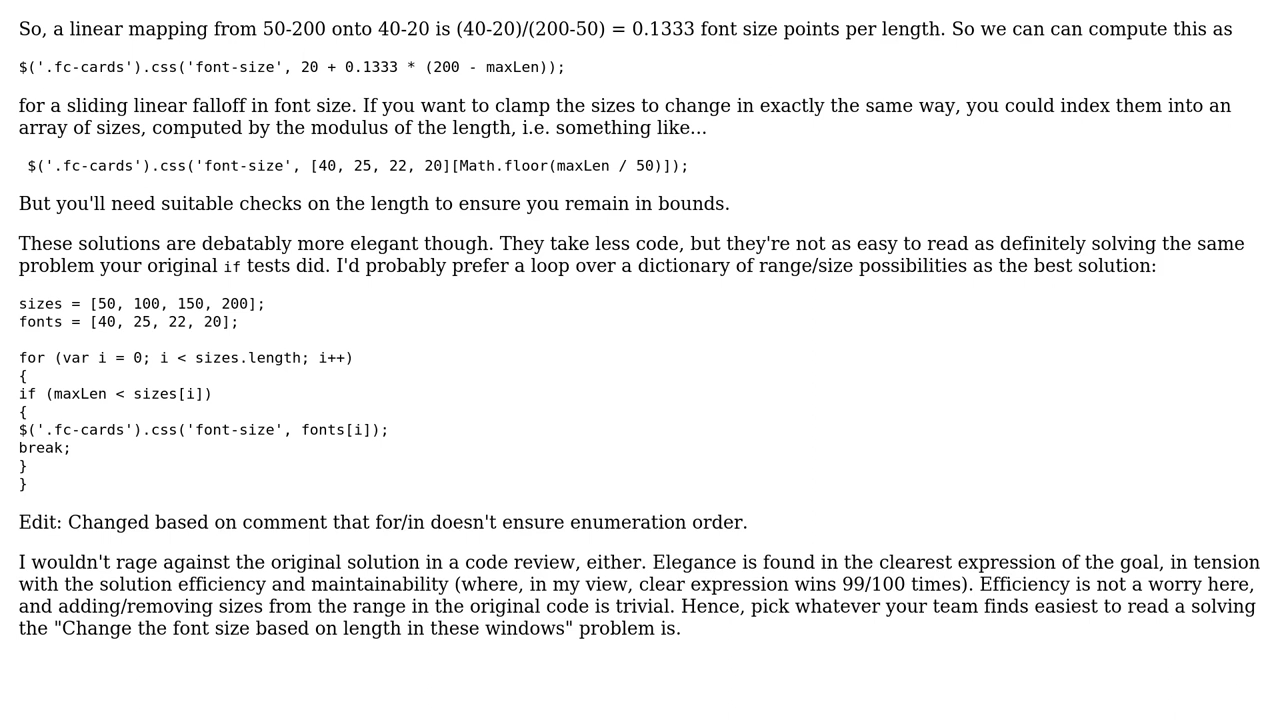 So, a linear mapping from 50-200 onto 40-20 is (40-20)/(200-50) = 0.1333 font size points per length. So we can can compute this as
$('.fc-cards').css('font-size', 20 + 0.1333 * (200 - maxLen));
for a sliding linear falloff in font size. If you want to clamp the sizes to change in exactly the same way, you could index them into an
array of sizes, computed by the modulus of the length, i.e. something like...
$('.fc-cards').css('font-size', [40, 25, 22, 20][Math.floor(maxLen / 50)]);
But you'll need suitable checks on the length to ensure you remain in bounds.
These solutions are debatably more elegant though. They take less code, but they're not as easy to read as definitely solving the same
problem your original if tests did. I'd probably prefer a loop over a dictionary of range/size possibilities as the best solution:
sizes = [50, 100, 150, 200];
fonts = [40, 25, 22, 20];
for (var i = 0; i < sizes.length; i++)
{
if (maxLen < sizes[i])
{
$('.fc-cards').css('font-size', fonts[i]);
break;
}
}
Edit: Changed based on comment that for/in doesn't ensure enumeration order.
I wouldn't rage against the original solution in a code review, either. Elegance is found in the clearest expression of the goal, in tension
with the solution efficiency and maintainability (where, in my view, clear expression wins 99/100 times). Efficiency is not a worry here,
and adding/removing sizes from the range in the original code is trivial. Hence, pick whatever your team finds easiest to read a solving
the "Change the font size based on length in these windows" problem is.